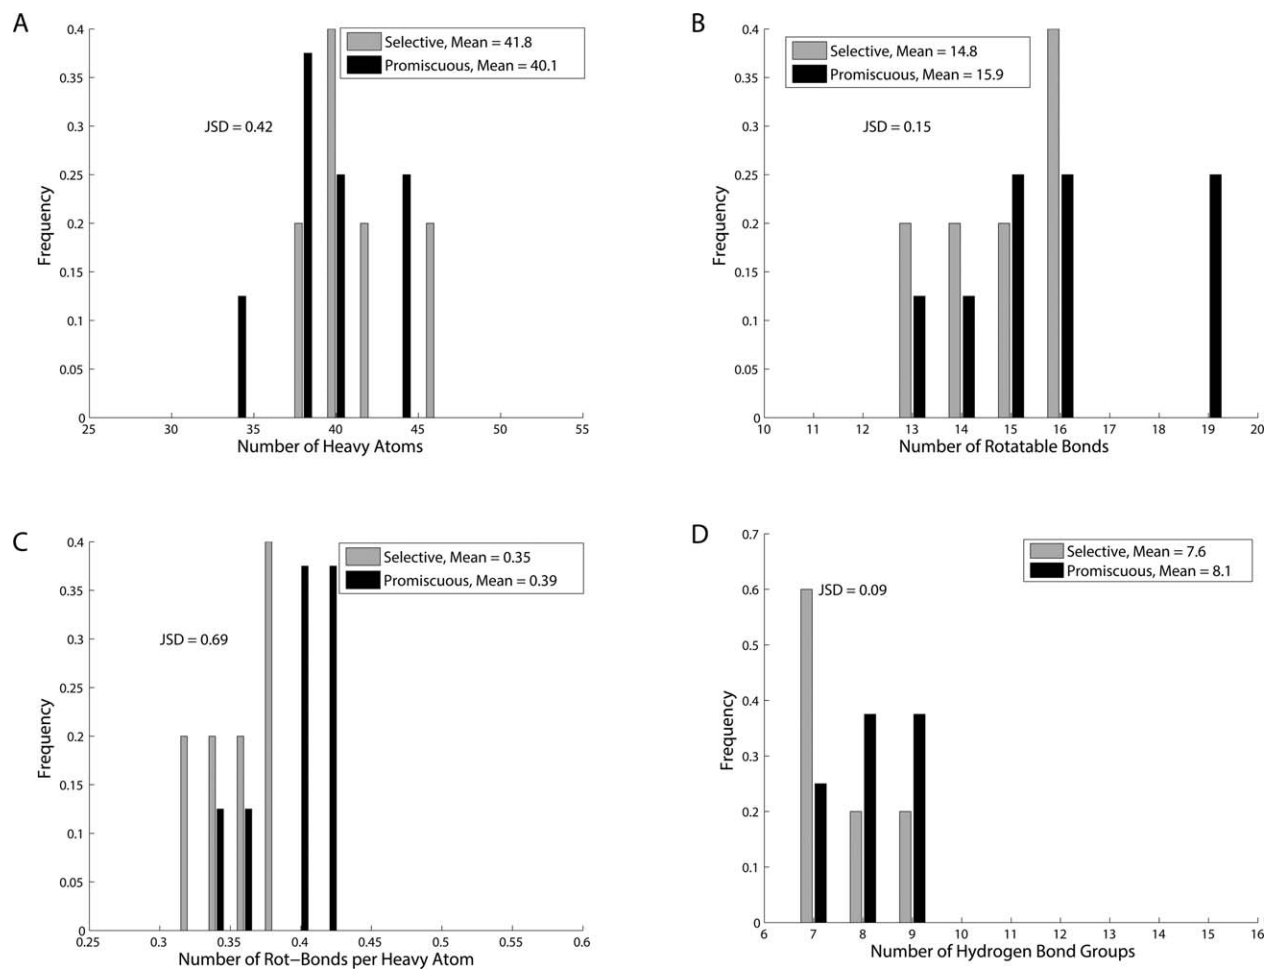 A
Selective, Mean = 41.8
Promiscuous, Mean = 40.1
JSD = 0.42
Frequency
0.4
0.35
0.3
0.25
0.2
0.15
0.1
0.05
0
25 30 35 40 45 50 55
Number of Heavy Atoms
B
Selective, Mean = 14.8
Promiscuous, Mean = 15.9
JSD = 0.15
Frequency
0.4
0.35
0.3
0.25
0.2
0.15
0.1
0.05
0
10 11 12 13 14 15 16 17 18 19 20
Number of Rotatable Bonds
C
Selective, Mean = 0.35
Promiscuous, Mean = 0.39
JSD = 0.69
Frequency
0.4
0.35
0.3
0.25
0.2
0.15
0.1
0.05
0
0.25 0.3 0.35 0.4 0.45 0.5 0.55 0.6
Number of Rot−Bonds per Heavy Atom
D
Selective, Mean = 7.6
Promiscuous, Mean = 8.1
JSD = 0.09
Frequency
0.7
0.6
0.5
0.4
0.3
0.2
0.1
0
6 7 8 9 10 11 12 13 14 15 16
Number of Hydrogen Bond Groups